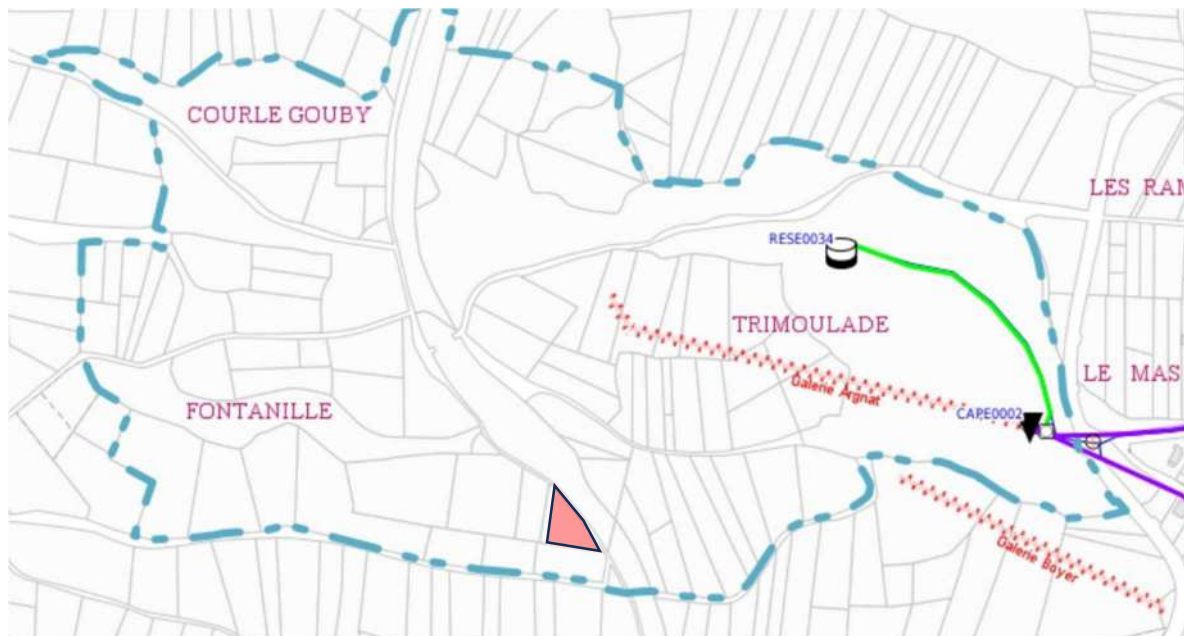 COURLE GOUBY
LES RAM
RESE0034
TRIMOULADE
LE MAS
Galerie Argnat
CAPE0002
FONTANILLE
Galerie Boyer